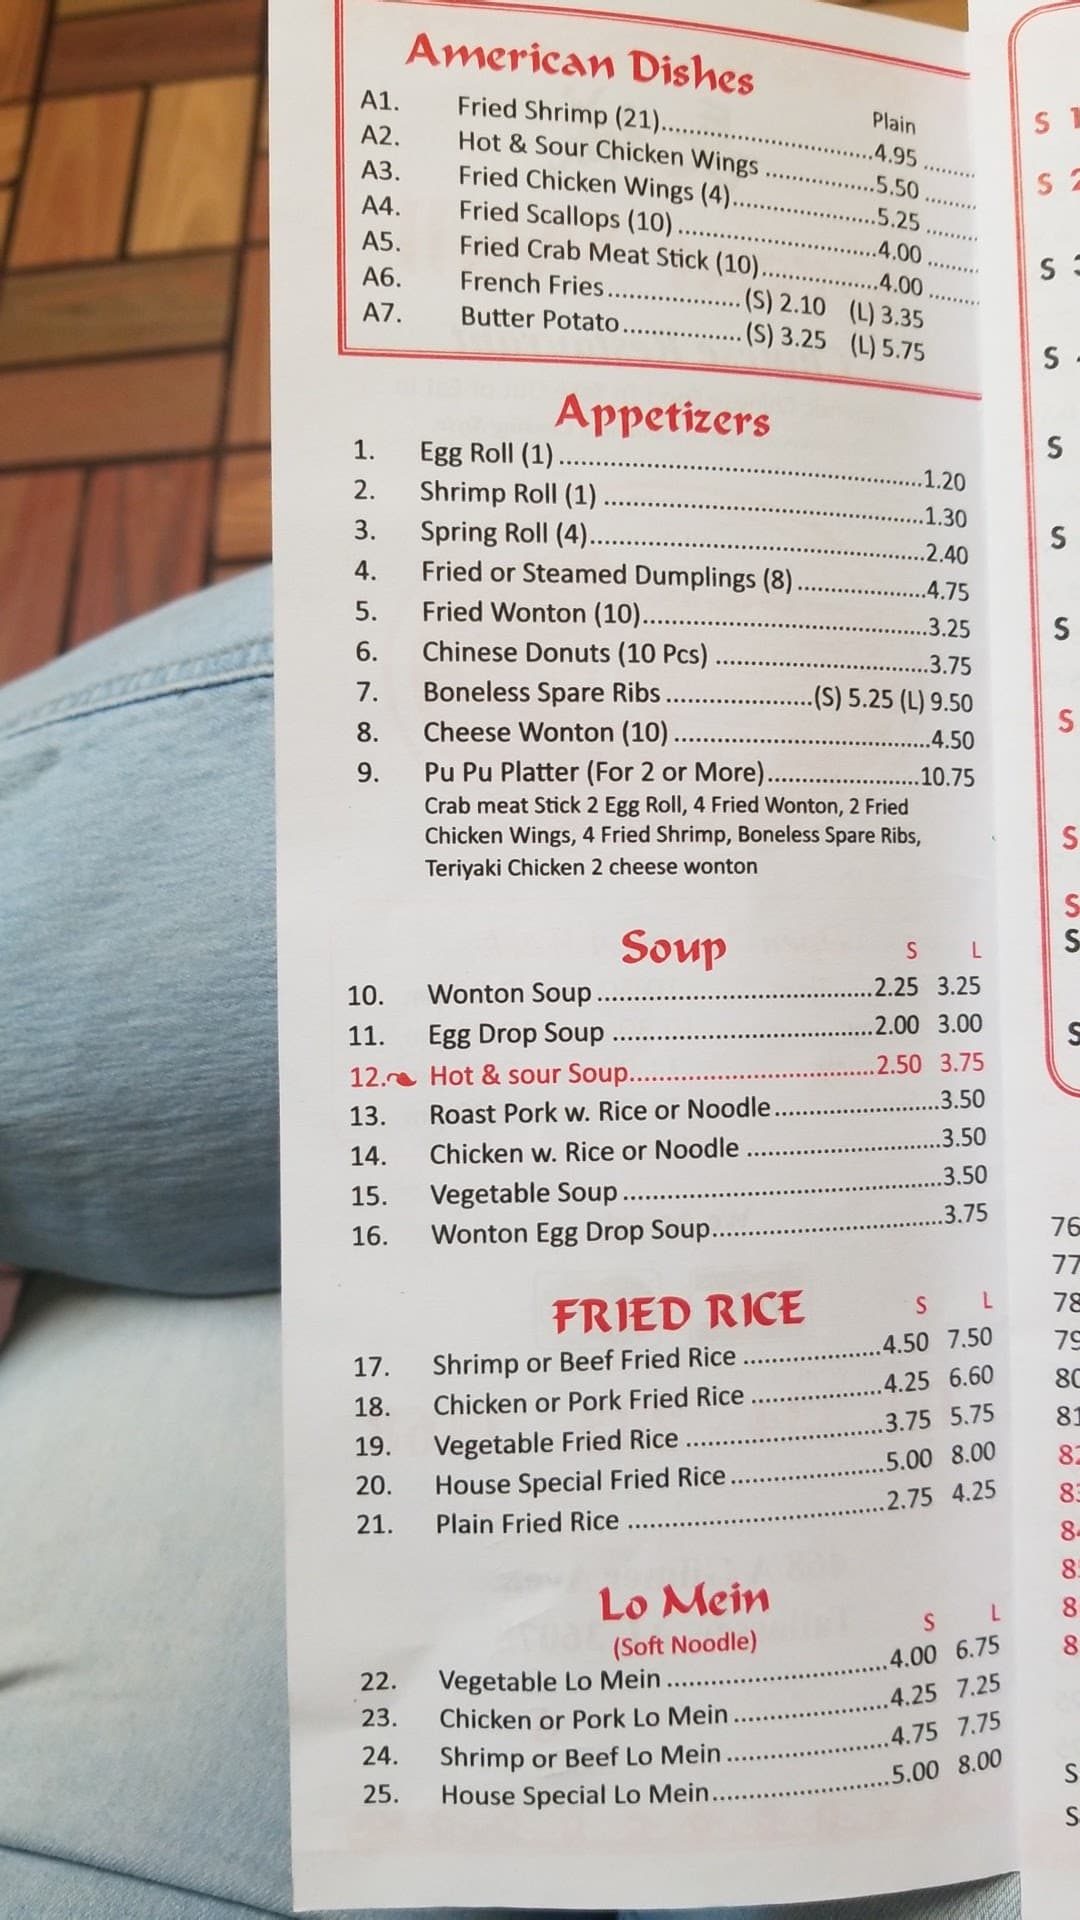 American Dishes
Plain
A1. Fried Shrimp (21)....................4.95 ........
A2. Hot & Sour Chicken Wings ...............5.50 ........
A3. Fried Chicken Wings (4)....................5.25 ........
A4. Fried Scallops (10) ....................4.00 ........
A5. Fried Crab Meat Stick (10)...............4.00 ........
A6. French Fries.................. (S) 2.10 (L) 3.35
A7. Butter Potato................ (S) 3.25 (L) 5.75
Appetizers
1. Egg Roll (1) ........................................1.20
2. Shrimp Roll (1) ........................................1.30
3. Spring Roll (4)........................................2.40
4. Fried or Steamed Dumplings (8) ....................4.75
5. Fried Wonton (10)........................................3.25
6. Chinese Donuts (10 Pcs) ..............................3.75
7. Boneless Spare Ribs .....................(S) 5.25 (L) 9.50
8. Cheese Wonton (10) ...................................4.50
9. Pu Pu Platter (For 2 or More).......................10.75
Crab meat Stick 2 Egg Roll, 4 Fried Wonton, 2 Fried
Chicken Wings, 4 Fried Shrimp, Boneless Spare Ribs,
Teriyaki Chicken 2 cheese wonton
Soup S L
10. Wonton Soup ......................................2.25 3.25
11. Egg Drop Soup ....................................2.00 3.00
12. Hot & sour Soup...................................2.50 3.75
13. Roast Pork w. Rice or Noodle.......................3.50
14. Chicken w. Rice or Noodle ..........................3.50
15. Vegetable Soup ...........................................3.50
16. Wonton Egg Drop Soup................................3.75
FRIED RICE S L
17. Shrimp or Beef Fried Rice ....................4.50 7.50
18. Chicken or Pork Fried Rice ...................4.25 6.60
19. Vegetable Fried Rice ............................3.75 5.75
20. House Special Fried Rice ......................5.00 8.00
21. Plain Fried Rice ...................................2.75 4.25
Lo Mein
(Soft Noodle) S L
22. Vegetable Lo Mein ..............................4.00 6.75
23. Chicken or Pork Lo Mein .....................4.25 7.25
24. Shrimp or Beef Lo Mein ......................4.75 7.75
25. House Special Lo Mein........................5.00 8.00
S 1
S 2
S
S
S
S
S
S
S
S
S
S
76
77
78
79
80
81
S
S